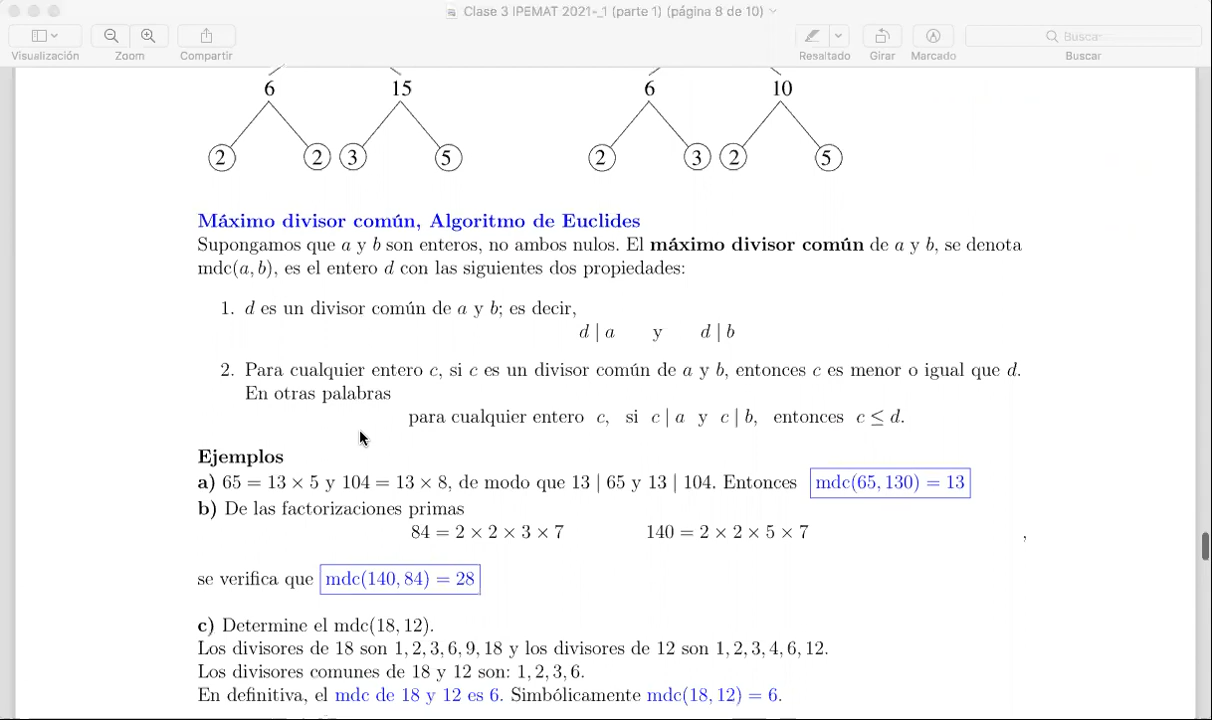 Clase 3 IPEMAT 2021-_1 (parte 1) (página 8 de 10)
Visualización Zoom Compartir Resaltado Girar Marcado Buscar
6 15 6 10
2 2 3 5 2 3 2 5
Máximo divisor común, Algoritmo de Euclides
Supongamos que a y b son enteros, no ambos nulos. El máximo divisor común de a y b, se denota
mdc(a, b), es el entero d con las siguientes dos propiedades:
1. d es un divisor común de a y b; es decir,
d | a y d | b
2. Para cualquier entero c, si c es un divisor común de a y b, entonces c es menor o igual que d.
En otras palabras
para cualquier entero c, si c | a y c | b, entonces c ≤ d.
Ejemplos
a) 65 = 13 × 5 y 104 = 13 × 8, de modo que 13 | 65 y 13 | 104. Entonces mdc(65, 130) = 13
b) De las factorizaciones primas
84 = 2 × 2 × 3 × 7 140 = 2 × 2 × 5 × 7 ,
se verifica que mdc(140, 84) = 28
c) Determine el mdc(18, 12).
Los divisores de 18 son 1, 2, 3, 6, 9, 18 y los divisores de 12 son 1, 2, 3, 4, 6, 12.
Los divisores comunes de 18 y 12 son: 1, 2, 3, 6.
En definitiva, el mdc de 18 y 12 es 6. Simbólicamente mdc(18, 12) = 6.